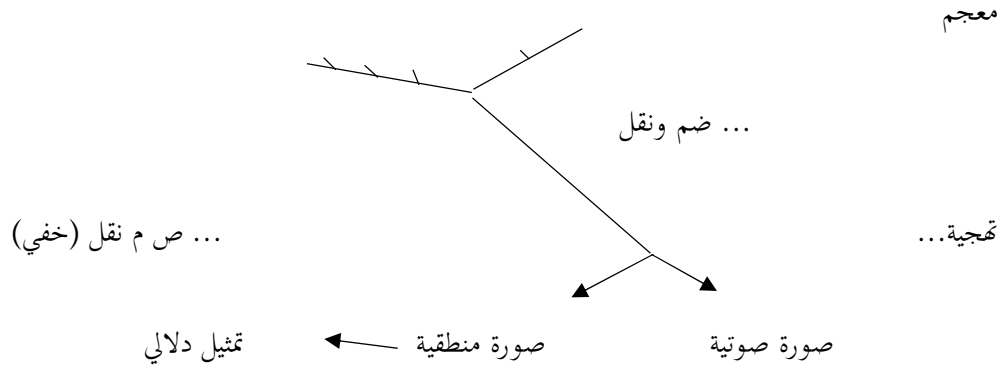 معجم
... ضم ونقل
تهجية... ... ص م نقل (خفي)
صورة صوتية صورة منطقية تمثيل دلالي